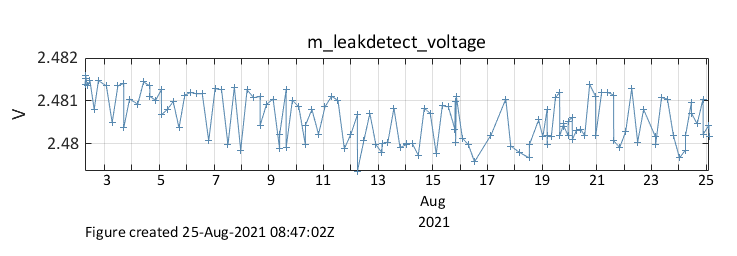 m_leakdetect_voltage
2.482
2.481
2.48
V
3 5 7 9 11 13 15 17 19 21 23 25
Aug
2021
Figure created 25-Aug-2021 08:47:02Z